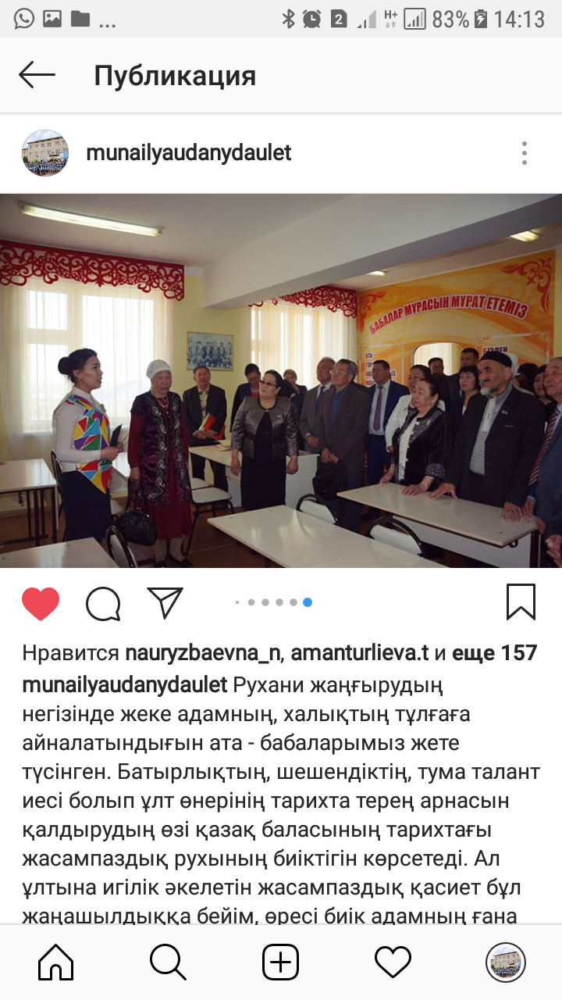 ... 2 H+ 83% 14:13
Публикация
munailyaudanydaulet
БАБАЛАР МҰРАСЫН МҰРАТ ЕТЕМІЗ
АТА
Нравится nauryzbaevna_n, amanturlieva.t и еще 157
munailyaudanydaulet Рухани жаңғырудың
негізінде жеке адамның, халықтың тұлғаға
айналатындығын ата - бабаларымыз жете
түсінген. Батырлықтың, шешендіктің, тума талант
иесі болып ұлт өнерінің тарихта терең арнасын
қалдырудың өзі қазақ баласының тарихтағы
жасампаздық рухының биіктігін көрсетеді. Ал
ұлтына игілік әкелетін жасампаздық қасиет бұл
жаңашылдыққа бейім, өресі биік адамның ғана